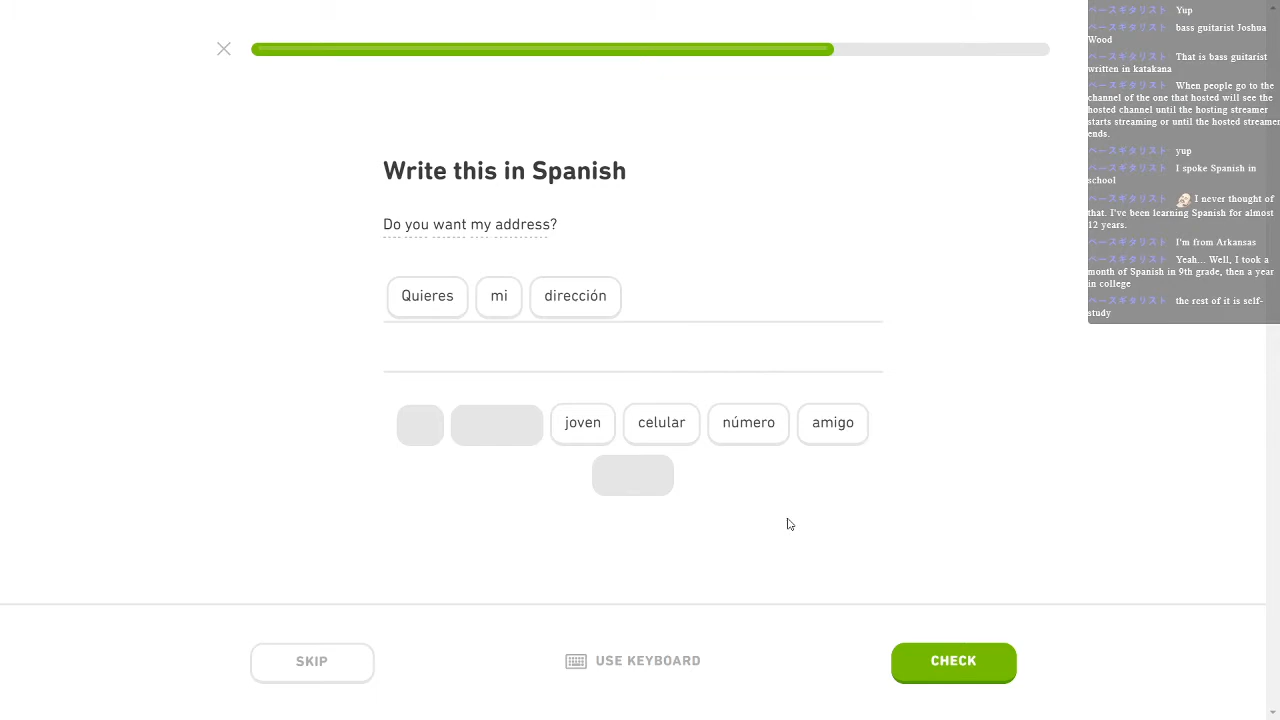 Write this in Spanish
Do you want my address?
Quieres mi dirección
joven celular número amigo
SKIP USE KEYBOARD CHECK
ベースギタリスト Yup
ベースギタリスト bass guitarist Joshua
Wood
ベースギタリスト That is bass guitarist
written in katakana
ベースギタリスト When people go to the
channel of the one that hosted will see the
hosted channel until the hosting streamer
starts streaming or until the hosted streamer
ends.
ベースギタリスト yup
ベースギタリスト I spoke Spanish in
school
ベースギタリスト I never thought of
that. I've been learning Spanish for almost
12 years.
ベースギタリスト I'm from Arkansas
ベースギタリスト Yeah... Well, I took a
month of Spanish in 9th grade, then a year
in college
ベースギタリスト the rest of it is self-
study